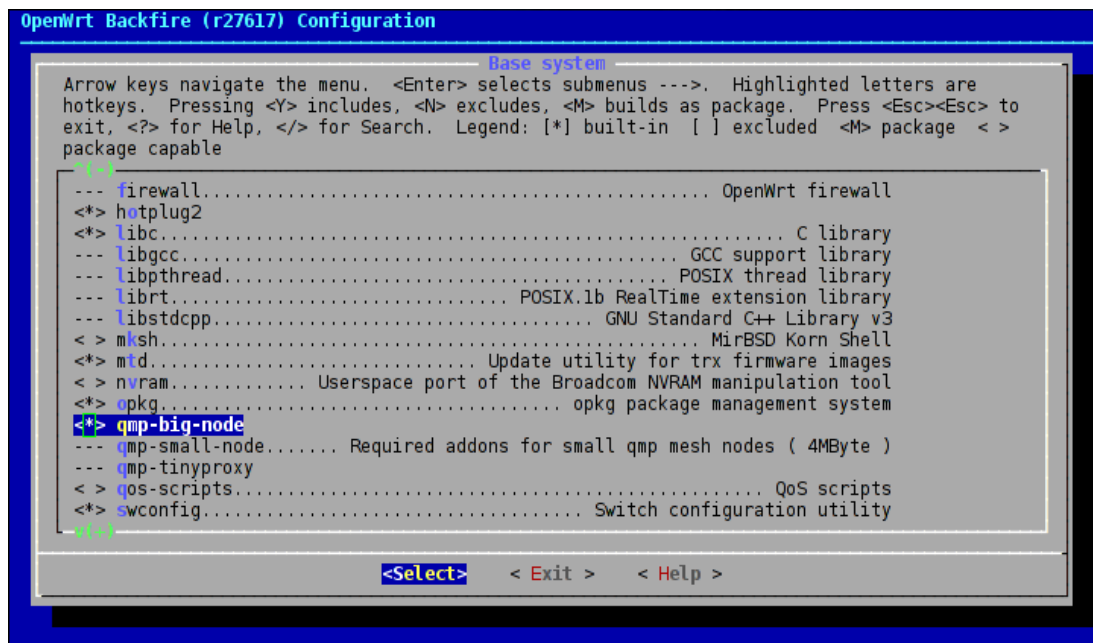 OpenWrt Backfire (r27617) Configuration
Base system
Arrow keys navigate the menu.  <Enter> selects submenus --->.  Highlighted letters are
hotkeys.  Pressing <Y> includes, <N> excludes, <M> builds as package.  Press <Esc><Esc> to
exit, <?> for Help, </> for Search.  Legend: [*] built-in  [ ] excluded  <M> package  < >
package capable
^(-)
--- firewall................................................ OpenWrt firewall
<*> hotplug2
<*> libc........................................................... C library
--- libgcc............................................... GCC support library
--- libpthread.......................................... POSIX thread library
--- librt................................ POSIX.1b RealTime extension library
--- libstdcpp...................................... GNU Standard C++ Library v3
< > mksh..................................................... MirBSD Korn Shell
<*> mtd................................. Update utility for trx firmware images
< > nvram............. Userspace port of the Broadcom NVRAM manipulation tool
<*> opkg...................................... opkg package management system
<*> qmp-big-node
--- qmp-small-node....... Required addons for small qmp mesh nodes ( 4MByte )
--- qmp-tinyproxy
< > qos-scripts.................................................. QoS scripts
<*> swconfig.................................... Switch configuration utility
v(+)
<Select>    < Exit >    < Help >